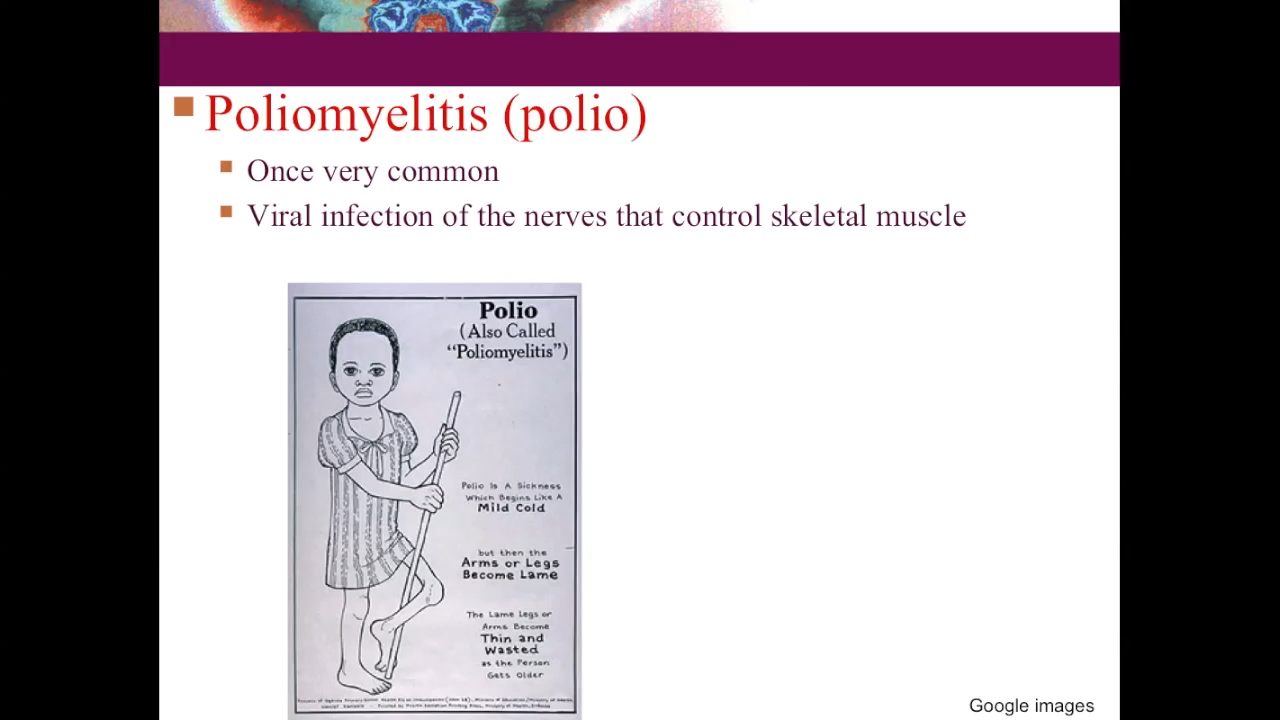 Poliomyelitis (polio)
Once very common
Viral infection of the nerves that control skeletal muscle
Polio
(Also Called
“Poliomyelitis”)
Polio Is A Sickness
Which Begins Like A
Mild Cold
but then the
Arms or Legs
Become Lame
The Lame Legs or
Arms Become
Thin and
Wasted
as the Person
Gets Older
Google images